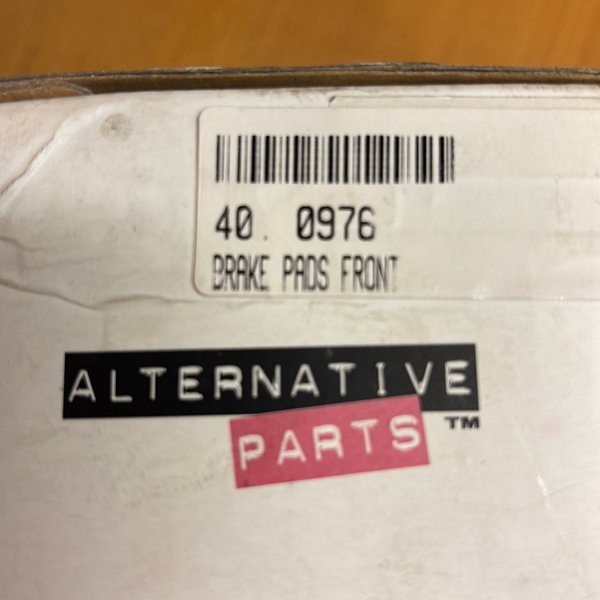 40. 0976
BRAKE PADS FRONT
ALTERNATIVE
PARTS ™